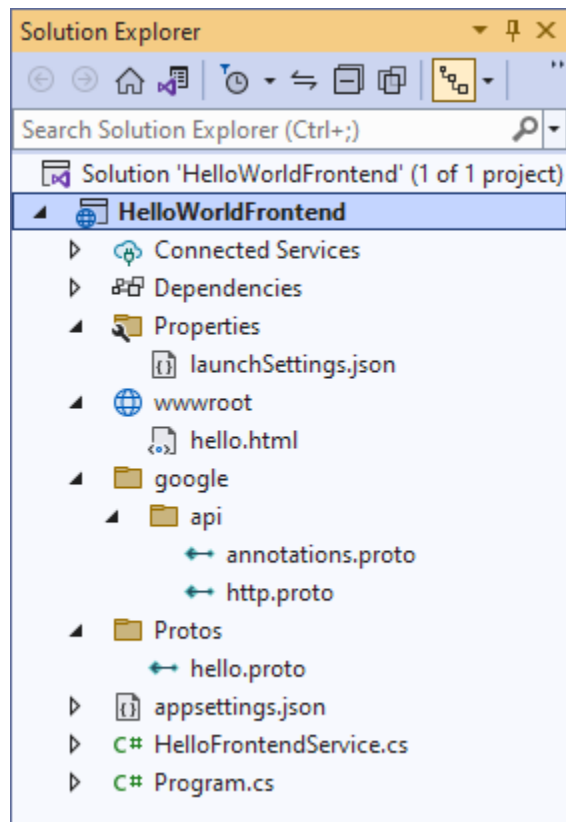 Solution Explorer
Search Solution Explorer (Ctrl+;)
Solution 'HelloWorldFrontend' (1 of 1 project)
HelloWorldFrontend
Connected Services
Dependencies
Properties
launchSettings.json
wwwroot
hello.html
google
api
annotations.proto
http.proto
Protos
hello.proto
appsettings.json
C# HelloFrontendService.cs
C# Program.cs